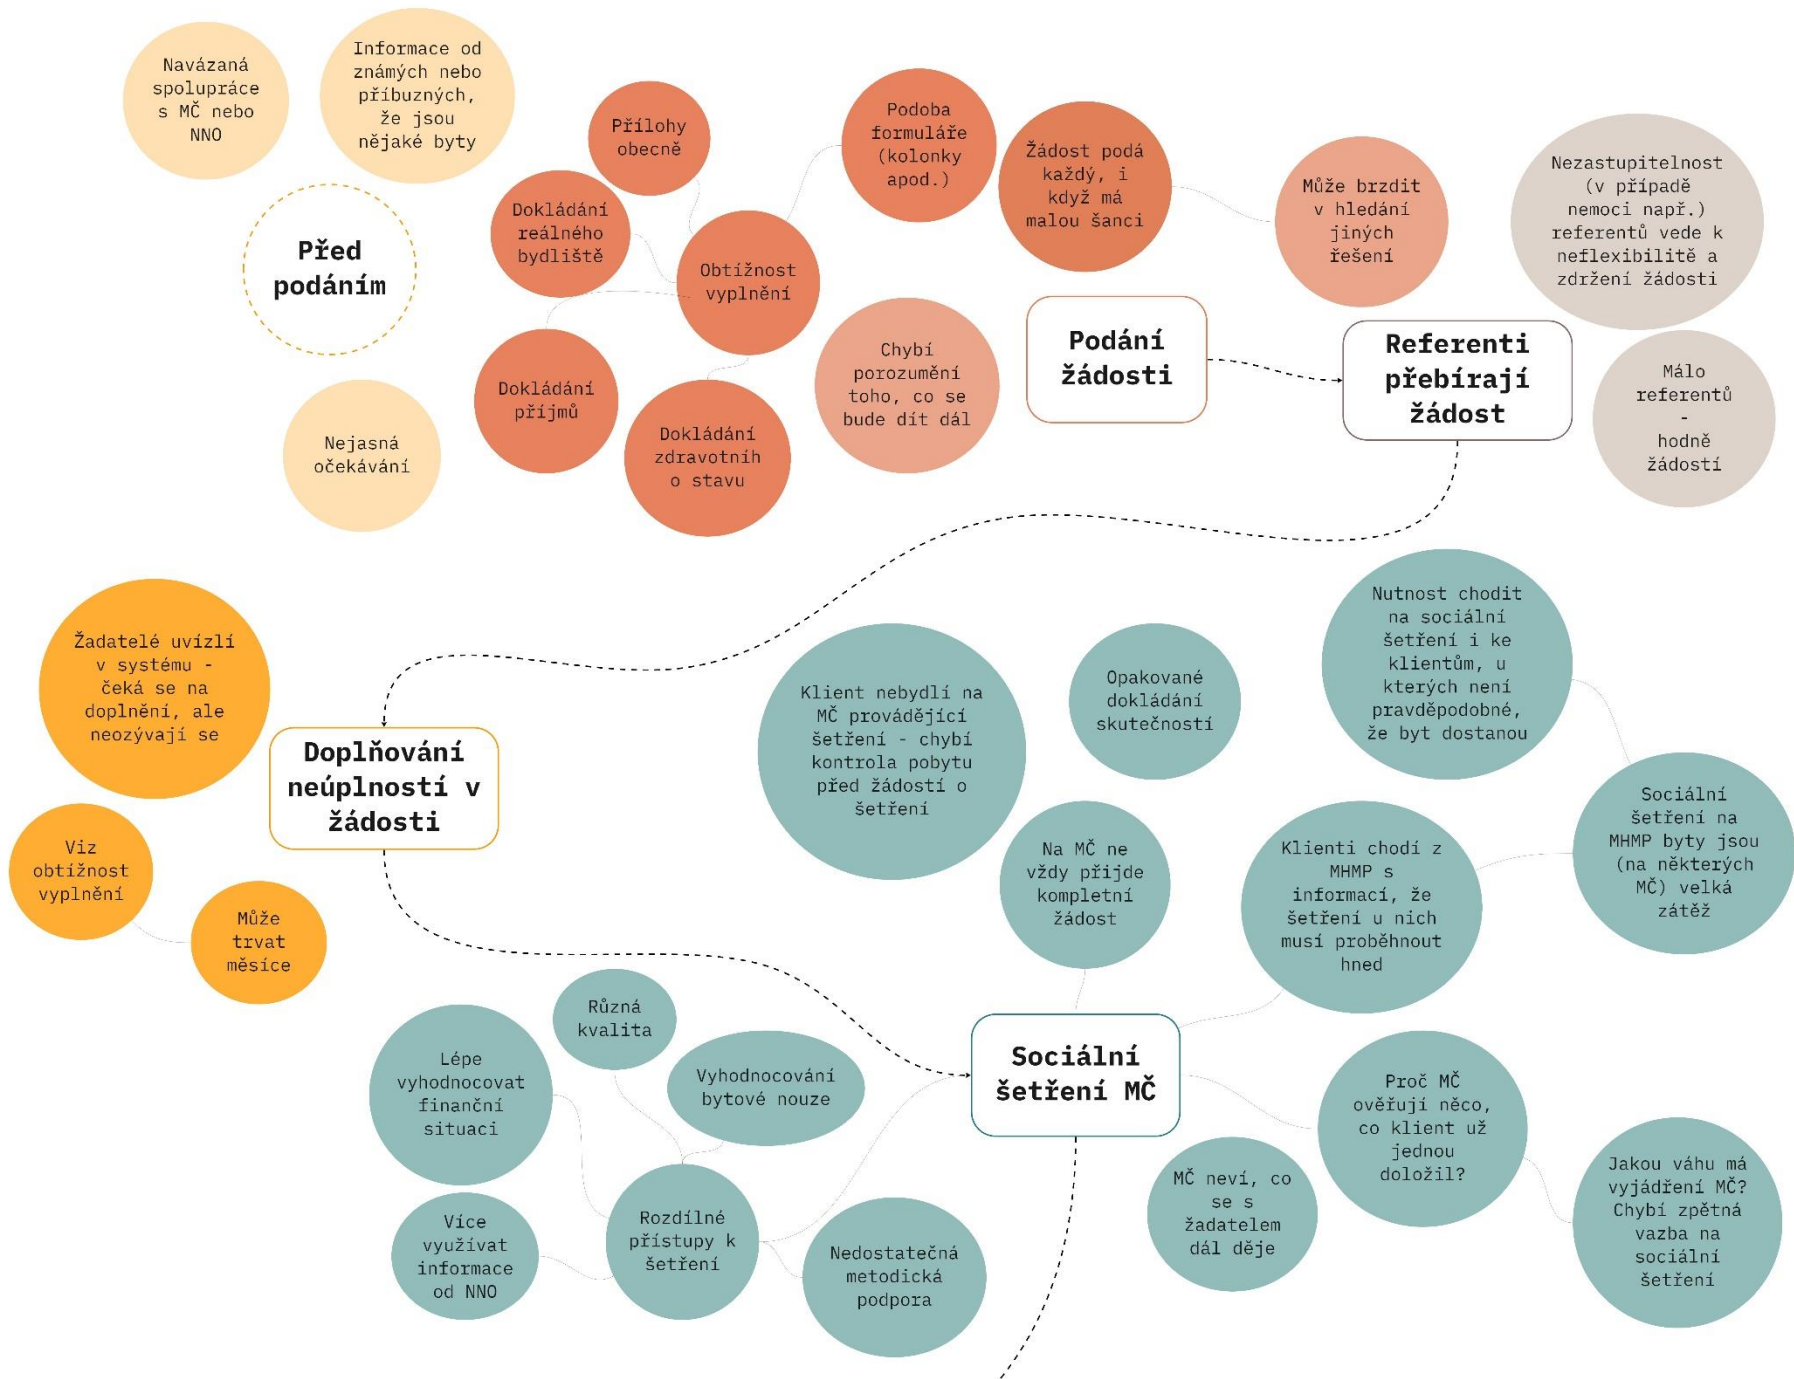 Navázaná
spolupráce
s MČ nebo
NNO
Informace od
známých nebo
příbuzných,
že jsou
nějaké byty
Před
podáním
Nejasná
očekávání
Přílohy
obecně
Dokládání
reálného
bydliště
Dokládání
příjmů
Dokládání
zdravotníh
o stavu
Obtížnost
vyplnění
Podoba
formuláře
(kolonky
apod.)
Chybí
porozumění
toho, co se
bude dít dál
Žádost podá
každý, i
když má
malou šanci
Může brzdit
v hledání
jiných
řešení
Podání
žádosti
Referenti
přebírají
žádost
Nezastupitelnost
(v případě
nemoci např.)
referentů vede k
neflexibilitě a
zdržení žádosti
Málo
referentů
-
hodně
žádostí
Žadatelé uvízlí
v systému -
čeká se na
doplnění, ale
neozývají se
Doplňování
neúplností v
žádosti
Viz
obtížnost
vyplnění
Může
trvat
měsíce
Klient nebydlí na
MČ provádějící
šetření - chybí
kontrola pobytu
před žádostí o
šetření
Opakované
dokládání
skutečností
Nutnost chodit
na sociální
šetření i ke
klientům, u
kterých není
pravděpodobné,
že byt dostanou
Na MČ ne
vždy přijde
kompletní
žádost
Klienti chodí z
MHMP s
informací, že
šetření u nich
musí proběhnout
hned
Sociální
šetření na
MHMP byty jsou
(na některých
MČ) velká
zátěž
Různá
kvalita
Lépe
vyhodnocovat
finanční
situaci
Vyhodnocování
bytové nouze
Sociální
šetření MČ
Více
využívat
informace
od NNO
Rozdílné
přístupy k
šetření
Nedostatečná
metodická
podpora
MČ neví, co
se s
žadatelem
dál děje
Proč MČ
ověřují něco,
co klient už
jednou
doložil?
Jakou váhu má
vyjádření MČ?
Chybí zpětná
vazba na
sociální
šetření